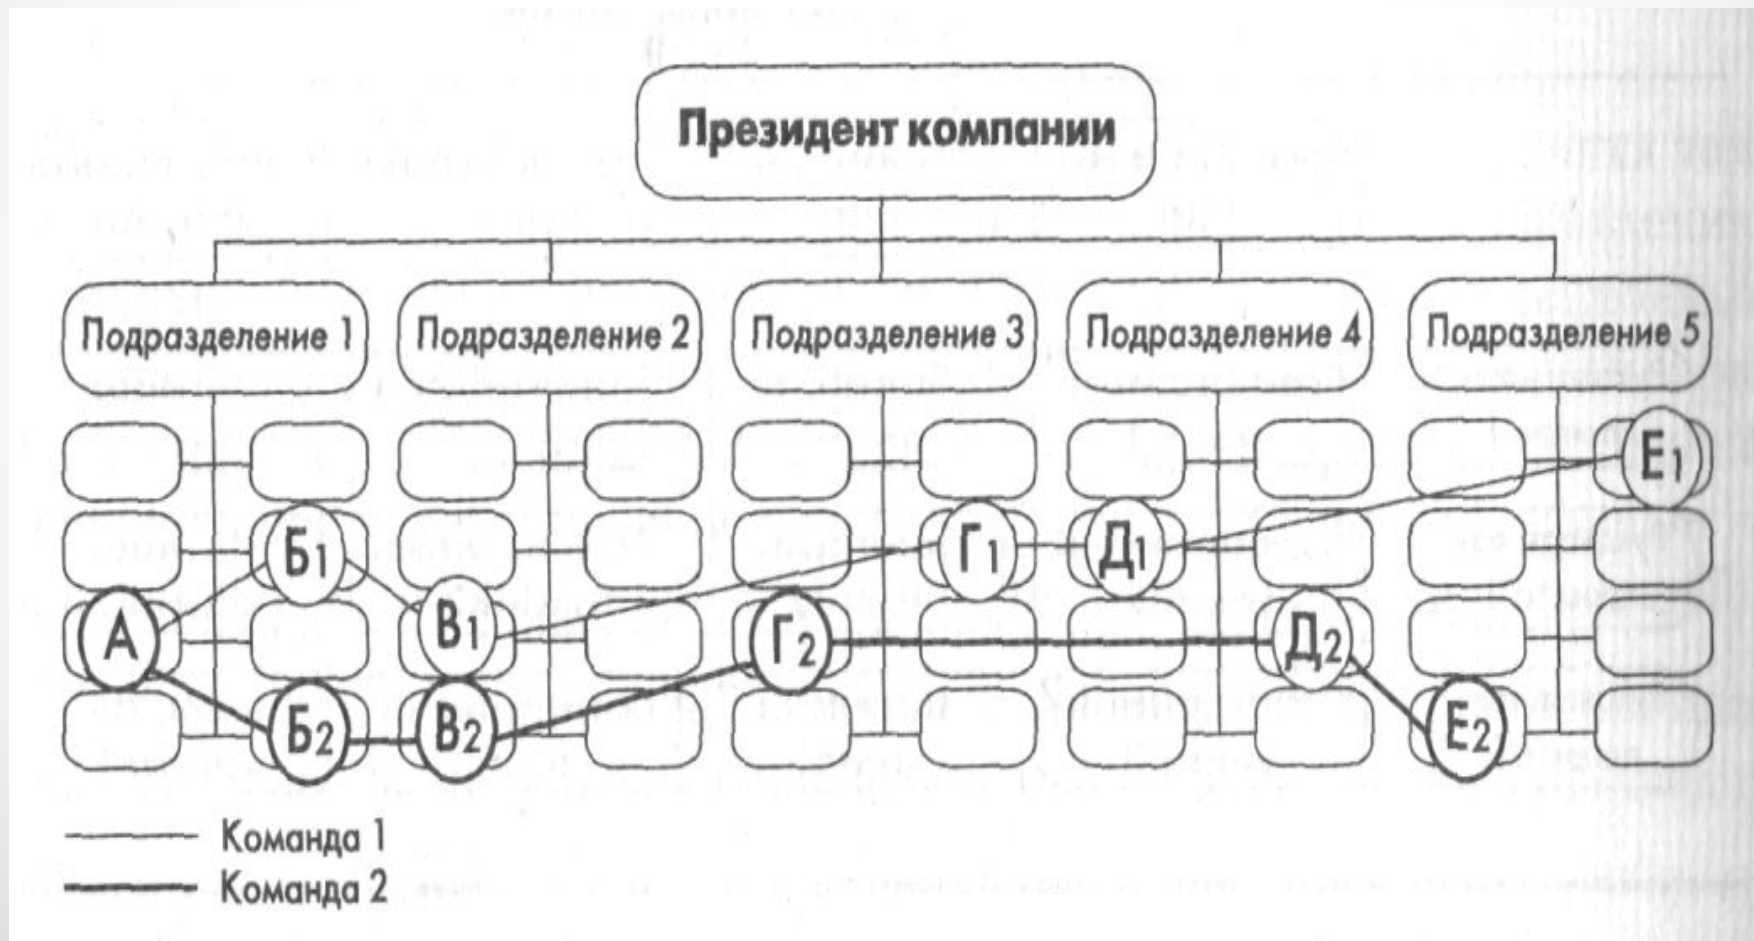 Президент компании
Подразделение 1
Подразделение 2
Подразделение 3
Подразделение 4
Подразделение 5
Е1
Б1
Г1
Д1
А
В1
Г2
Д2
Б2
В2
Е2
Команда 1
Команда 2